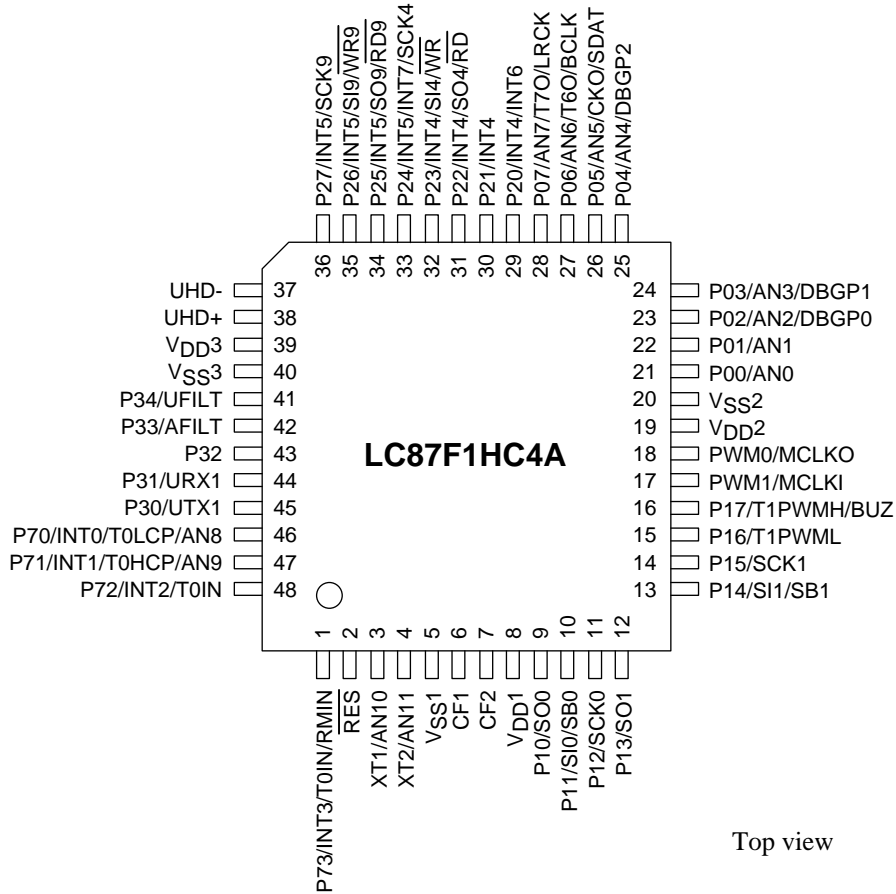 P27/INT5/SCK9
P26/INT5/SI9/WR9
P25/INT5/SO9/RD9
P24/INT5/INT7/SCK4
P23/INT4/SI4/WR
P22/INT4/SO4/RD
P21/INT4
P20/INT4/INT6
P07/AN7/T7O/LRCK
P06/AN6/T6O/BCLK
P05/AN5/CKO/SDAT
P04/AN4/DBGP2
36 35 34 33 32 31 30 29 28 27 26 25
UHD- 37
UHD+ 38
VDD3 39
VSS3 40
P34/UFILT 41
P33/AFILT 42
P32 43
P31/URX1 44
P30/UTX1 45
P70/INT0/T0LCP/AN8 46
P71/INT1/T0HCP/AN9 47
P72/INT2/T0IN 48
LC87F1HC4A
24 P03/AN3/DBGP1
23 P02/AN2/DBGP0
22 P01/AN1
21 P00/AN0
20 VSS2
19 VDD2
18 PWM0/MCLKO
17 PWM1/MCLKI
16 P17/T1PWMH/BUZ
15 P16/T1PWML
14 P15/SCK1
13 P14/SI1/SB1
1 2 3 4 5 6 7 8 9 10 11 12
P73/INT3/T0IN/RMIN
RES
XT1/AN10
XT2/AN11
VSS1
CF1
CF2
VDD1
P10/SO0
P11/SI0/SB0
P12/SCK0
P13/SO1
Top view